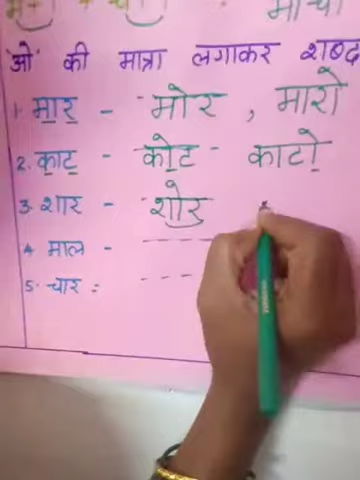 माचा
'ओ' की मात्रा लगाकर शब्द
1. मार - मोर , मारो
2. काट - कोट काटो
3. शार - शोर
4. माल -
5. चार :